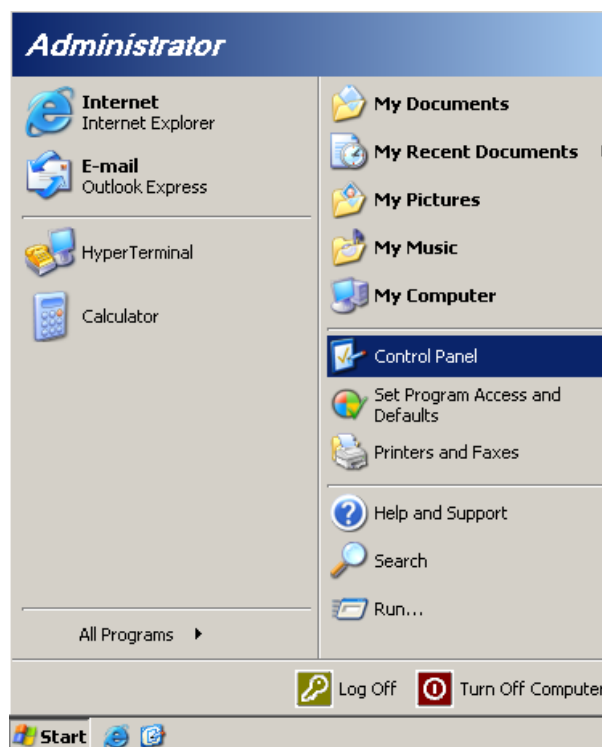 Administrator
Internet
Internet Explorer
E-mail
Outlook Express
HyperTerminal
Calculator
All Programs
My Documents
My Recent Documents
My Pictures
My Music
My Computer
Control Panel
Set Program Access and
Defaults
Printers and Faxes
Help and Support
Search
Run...
Log Off
Turn Off Computer
Start